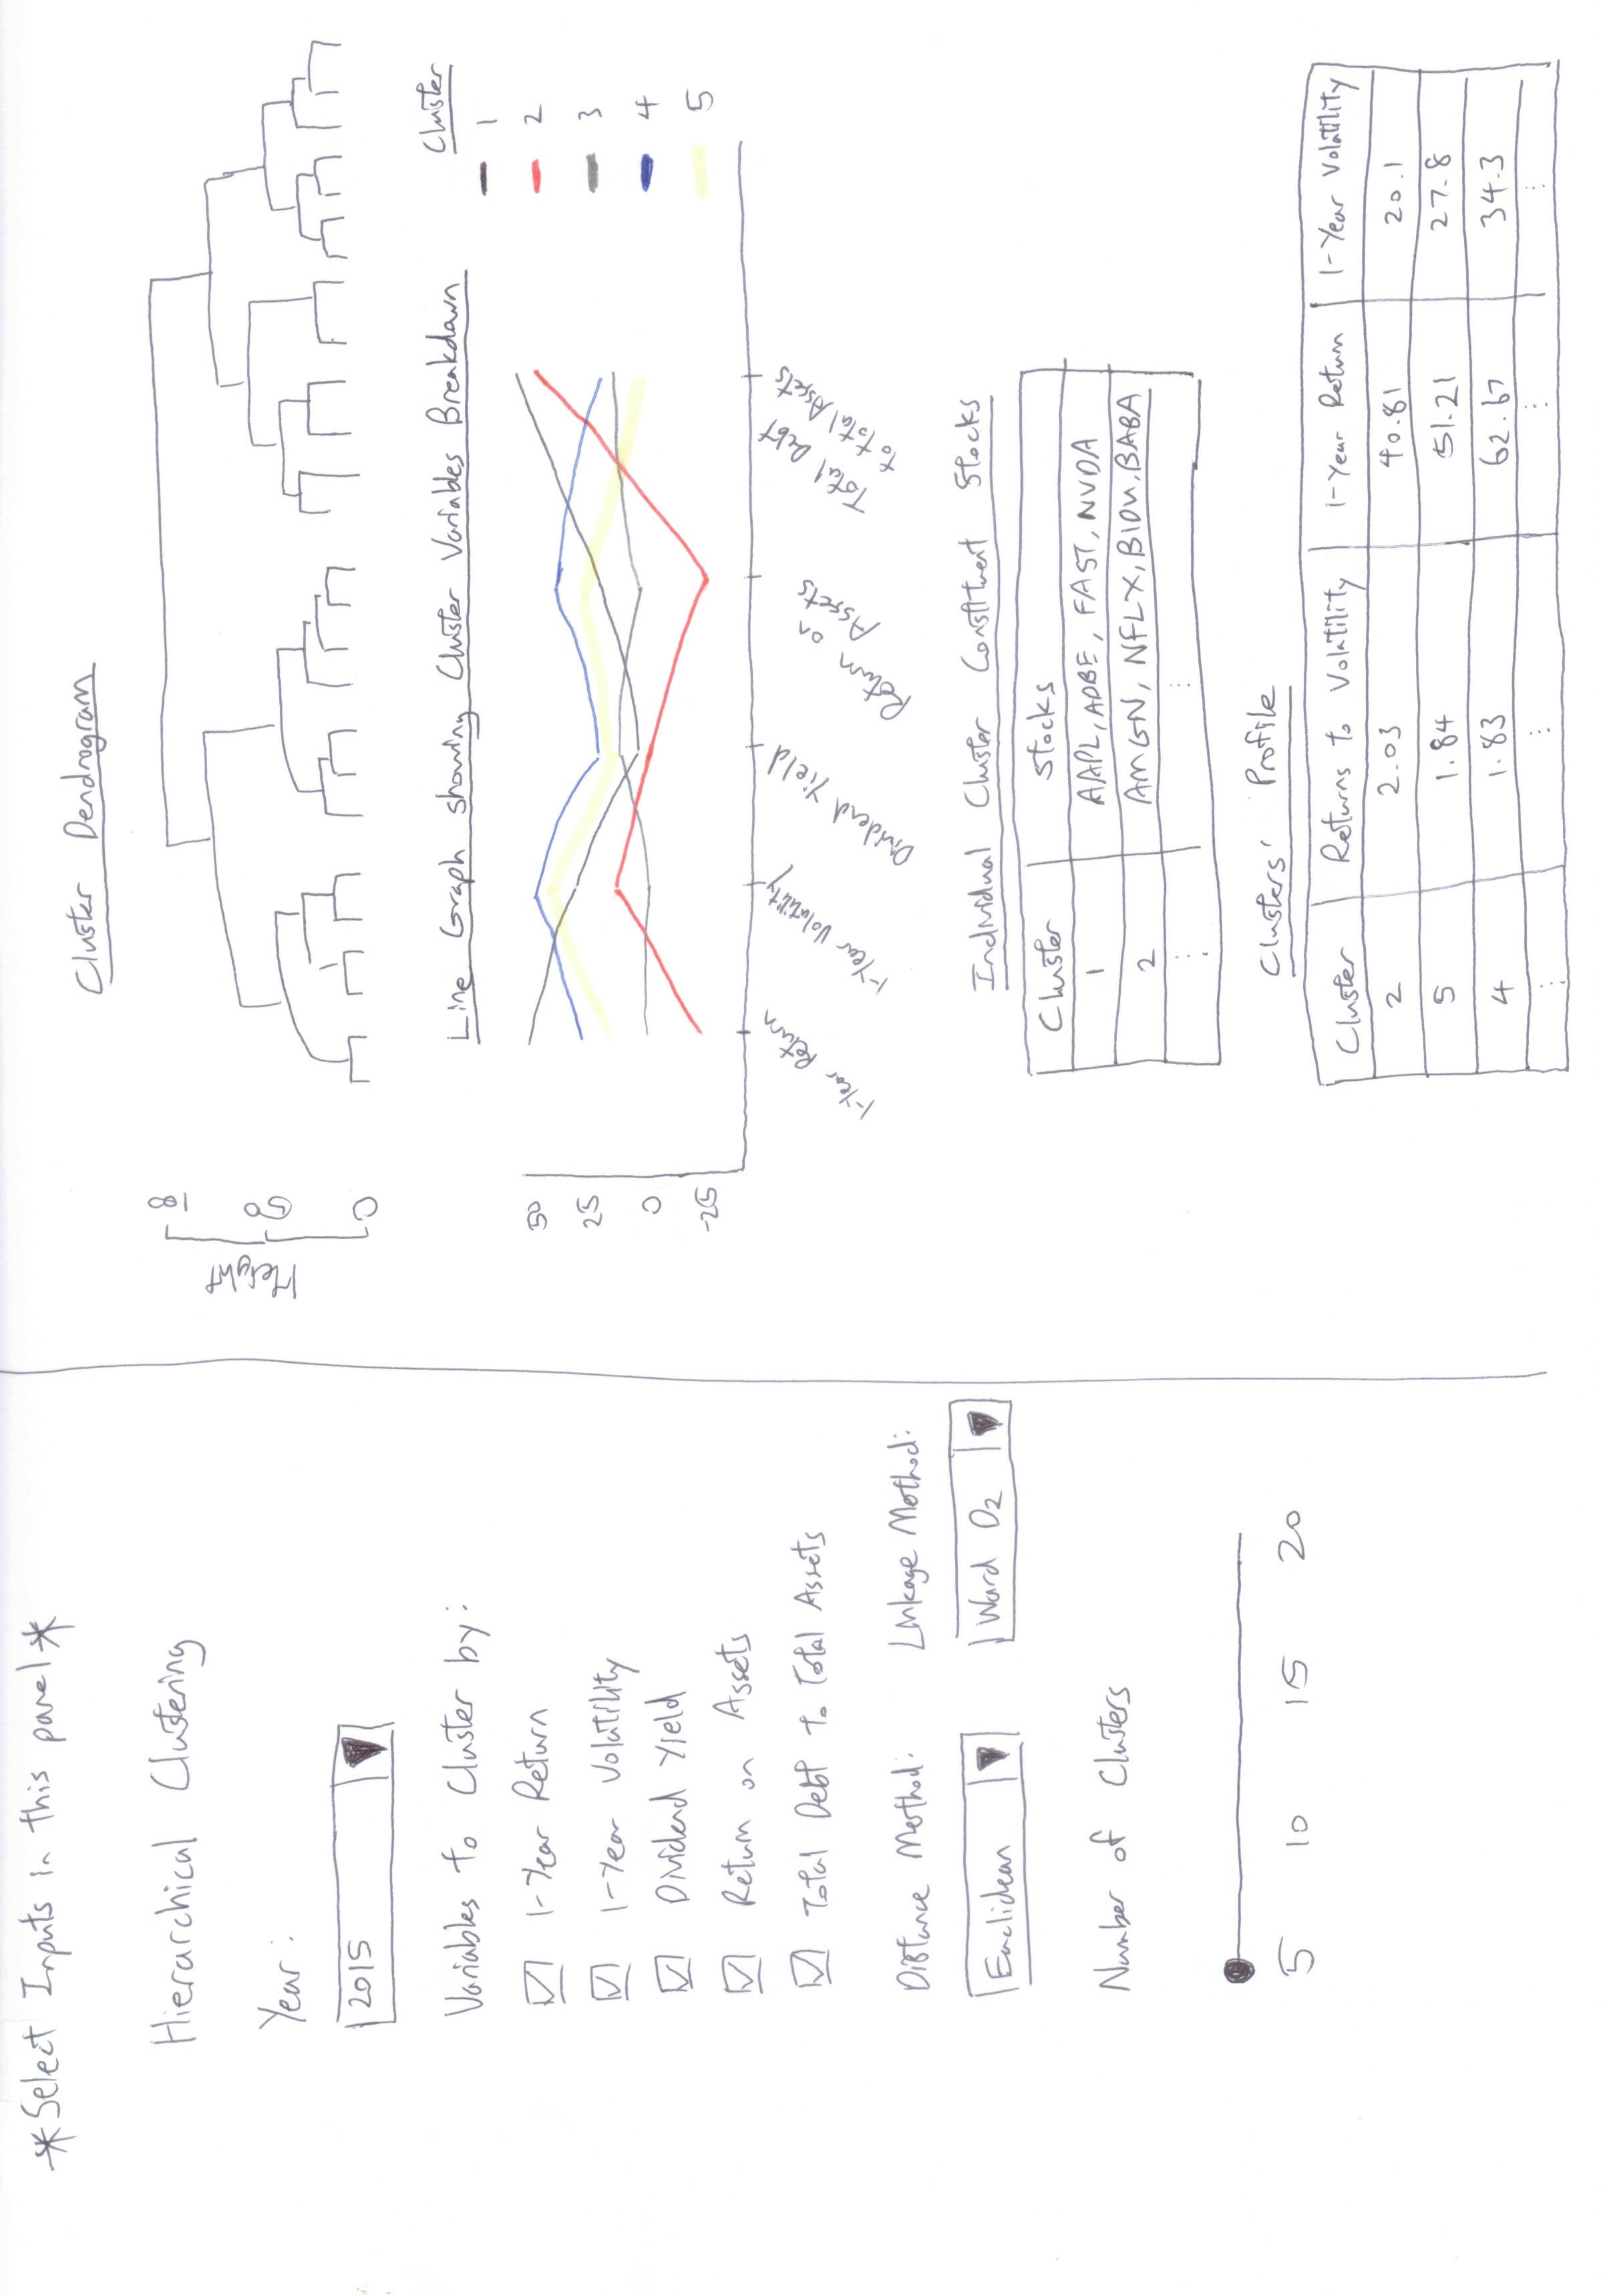 *Select Inputs in this panel*
Hierarchical Clustering
Year:
2015
Variables to Cluster by:
1-Year Return
1-Year Volatility
Dividend Yield
Return on Assets
Total Debt to Total Assets
Distance Method:
Linkage Method:
Euclidean
Ward D2
Number of Clusters
5 10 15 20
Cluster Dendrogram
Height
0
Line Graph showing Cluster Variables Breakdown
Cluster
1
2
3
4
5
50
25
0
-25
1-Year Return
1-Year Volatility
Dividend Yield
Return on
Assets
Total Debt
to Total Assets
Individual Cluster Constituent Stocks
Cluster Stocks
1 AAPL, ADBE, FAST, NVDA
2 AMGN, NFLX, BIDU, BABA
Clusters' Profile
Cluster Returns to Volatility 1-Year Return 1-Year Volatility
2 2.03 40.81 20.1
5 1.84 51.21 27.8
4 1.83 62.67 34.3